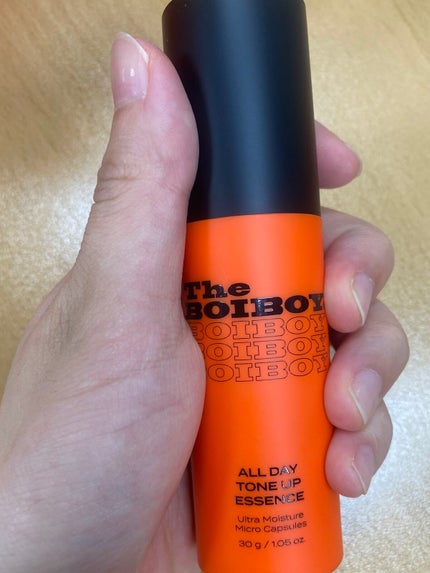 The
BOIBOY
BOIBOY
BOIBOY
BOIBOY
ALL DAY
TONE UP
ESSENCE
Ultra Moisture
Micro Capsules
30 g / 1.05 oz.